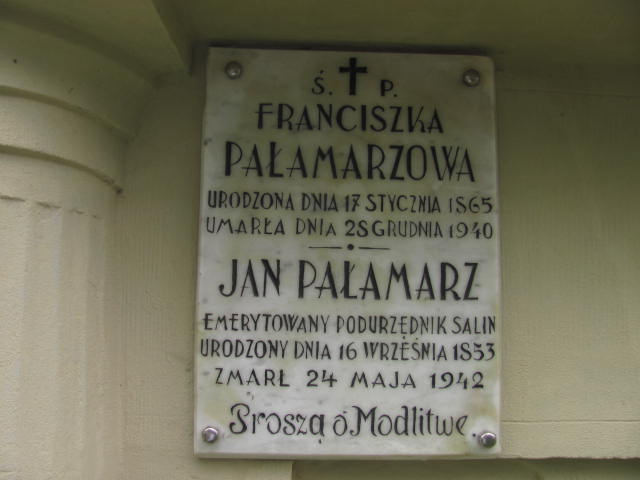 Ś. ✝ P.
FRANCISZKA
PAŁAMARZOWA
URODZONA DNIA 17 STYCZNIA 1865
UMARŁA DNIA 28 GRUDNIA 1940
JAN PAŁAMARZ
EMERYTOWANY PODURZĘDNIK SALIN
URODZONY DNIA 16 WRZEŚNIA 1853
ZMARŁ 24 MAJA 1942
Proszą o Modlitwę.